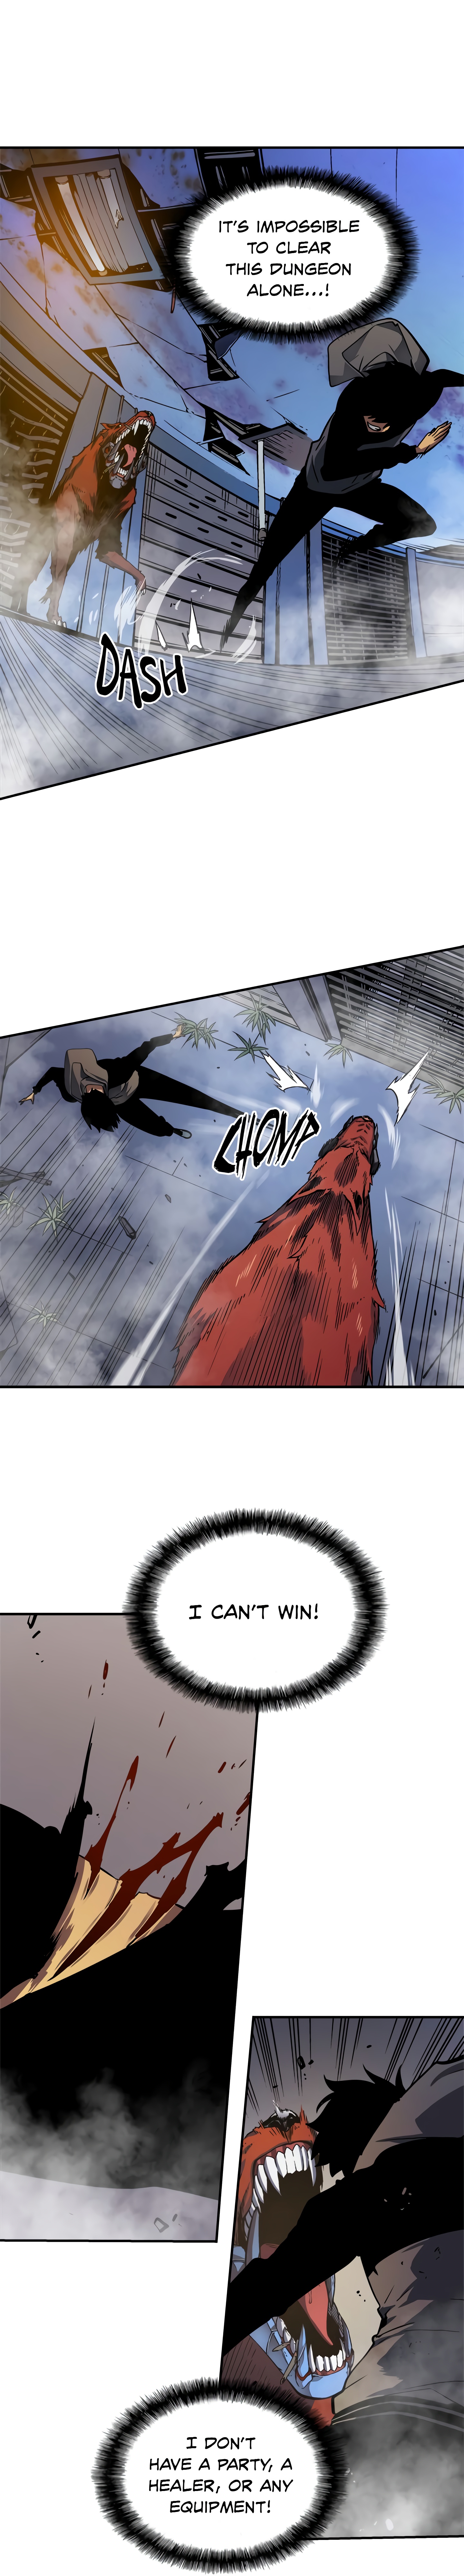 IT'S IMPOSSIBLE
TO CLEAR
THIS DUNGEON
ALONE...!
DASH
CHOMP
I CAN'T WIN!
I DON'T
HAVE A PARTY, A
HEALER, OR ANY
EQUIPMENT!